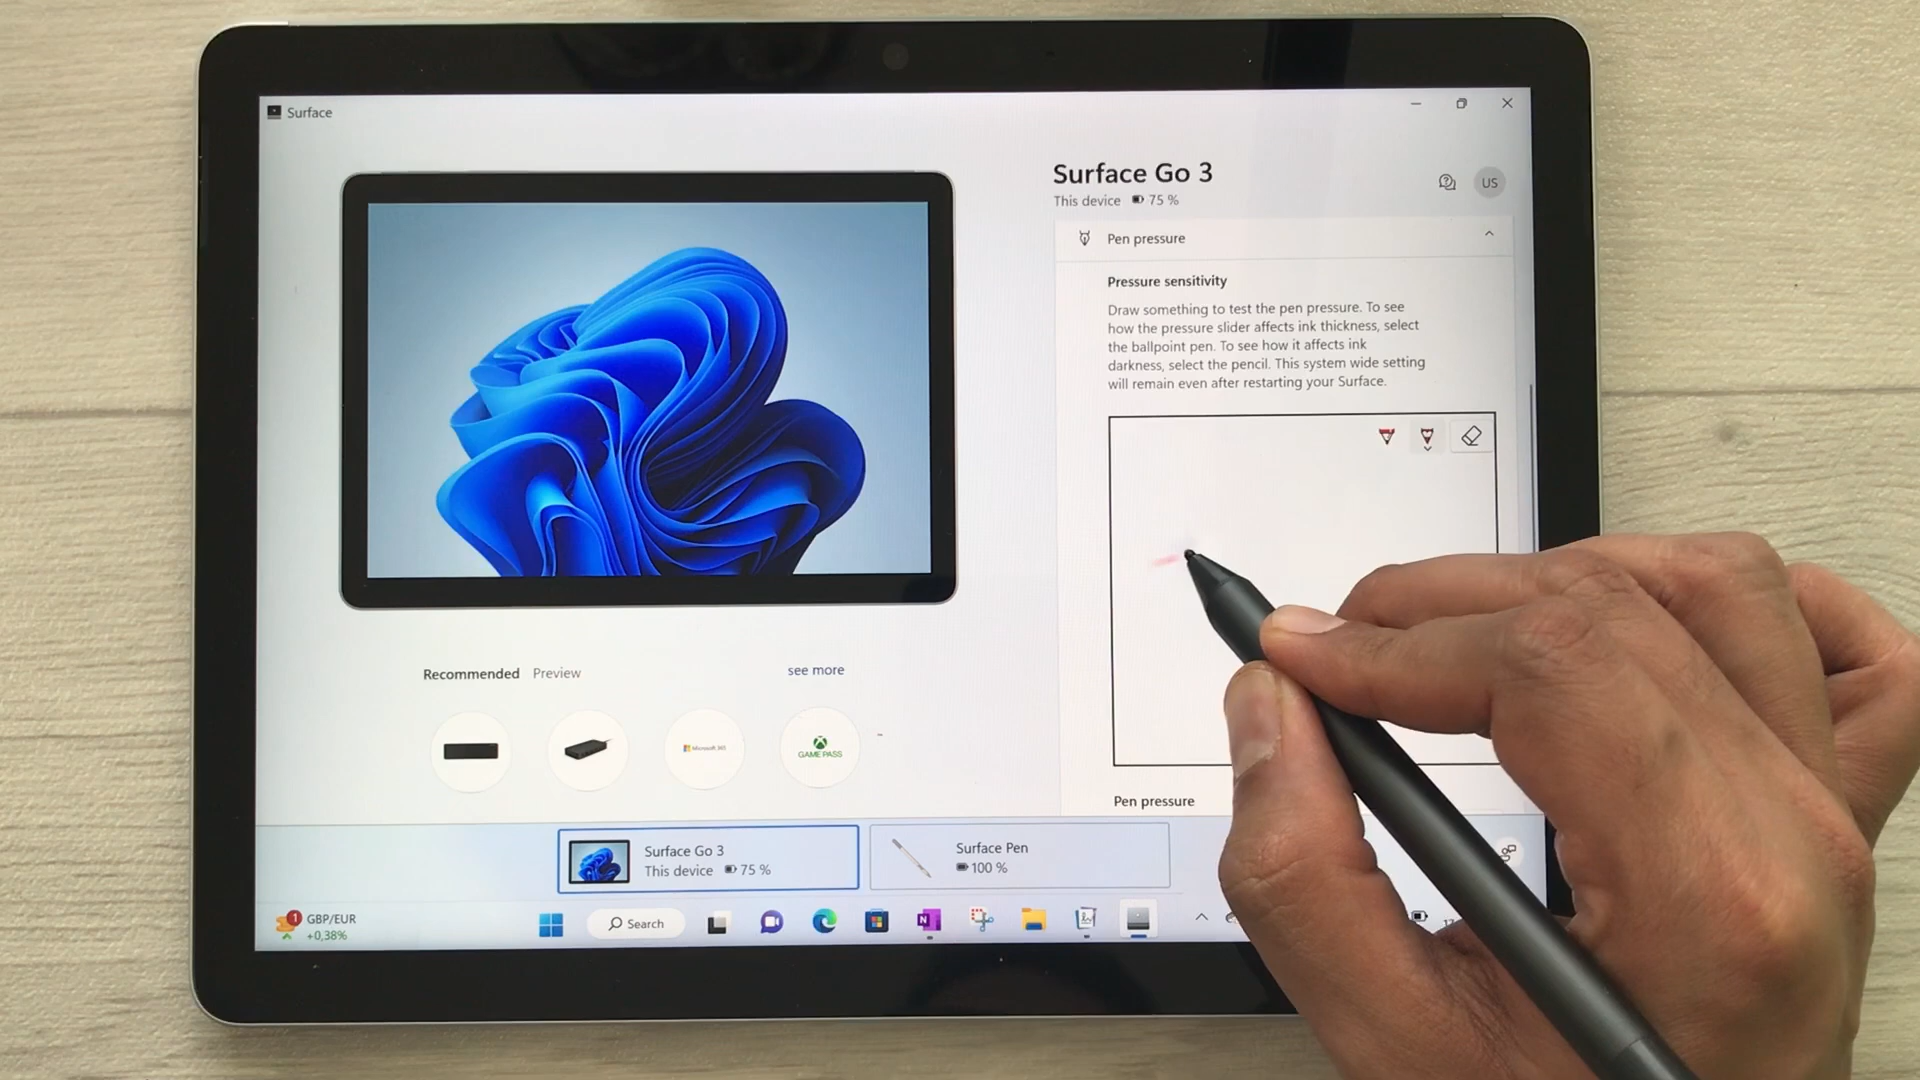 Surface
Surface Go 3
This device 75 %
US
Pen pressure
Pressure sensitivity
Draw something to test the pen pressure. To see
how the pressure slider affects ink thickness, select
the ballpoint pen. To see how it affects ink
darkness, select the pencil. This system wide setting
will remain even after restarting your Surface.
Pen pressure
Recommended Preview see more
Microsoft 365
GAME PASS
Surface Go 3
This device 75 %
Surface Pen
100 %
1
GBP/EUR
+0,38%
Search
N